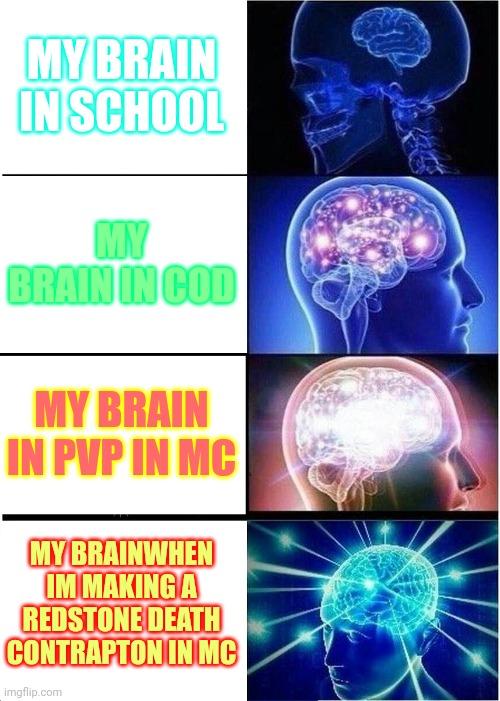 MY BRAIN
IN SCHOOL
MY
BRAIN IN COD
MY BRAIN
IN PVP IN MC
MY BRAINWHEN
IM MAKING A
REDSTONE DEATH
CONTRAPTON IN MC
imgflip.com